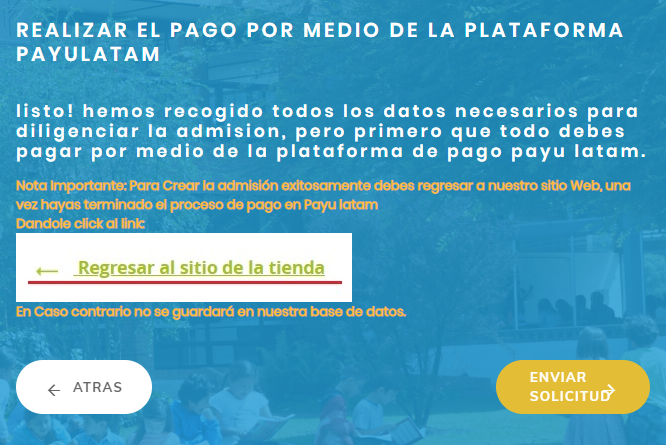 REALIZAR EL PAGO POR MEDIO DE LA PLATAFORMA
PAYULATAM
listo! hemos recogido todos los datos necesarios para
diligenciar la admision, pero primero que todo debes
pagar por medio de la plataforma de pago payu latam.
Nota Importante: Para Crear la admisión exitosamente debes regresar a nuestro sitio Web, una
vez hayas terminado el proceso de pago en Payu latam
Dandole click al link:
← Regresar al sitio de la tienda
En Caso contrario no se guardará en nuestra base de datos.
← ATRAS
ENVIAR
SOLICITUD →